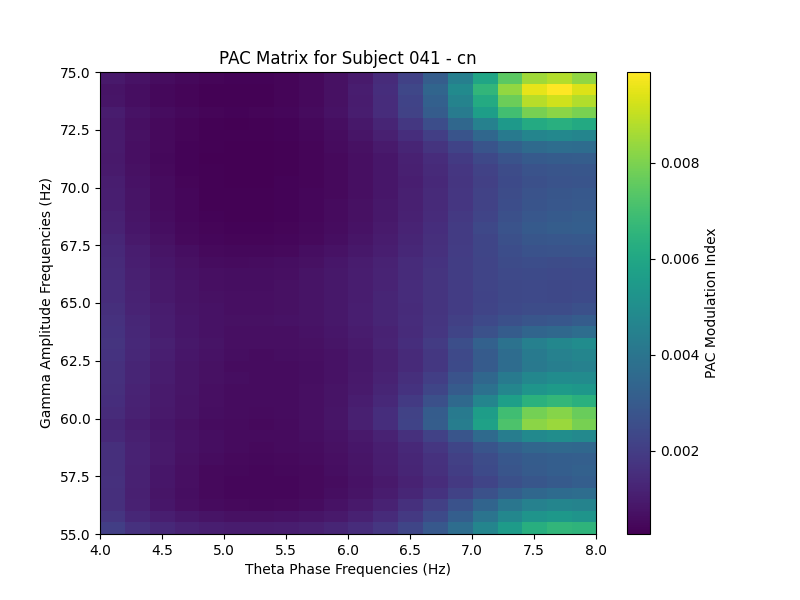 PAC Matrix for Subject 041 - cn
75.0
72.5
70.0
67.5
65.0
62.5
60.0
57.5
55.0
Gamma Amplitude Frequencies (Hz)
4.0 4.5 5.0 5.5 6.0 6.5 7.0 7.5 8.0
Theta Phase Frequencies (Hz)
0.008
0.006
0.004
0.002
PAC Modulation Index